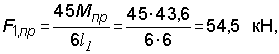 F₁,пр = 45Mпр / 6l₁ = 45·43,6 / 6·6 = 54,5 кН,